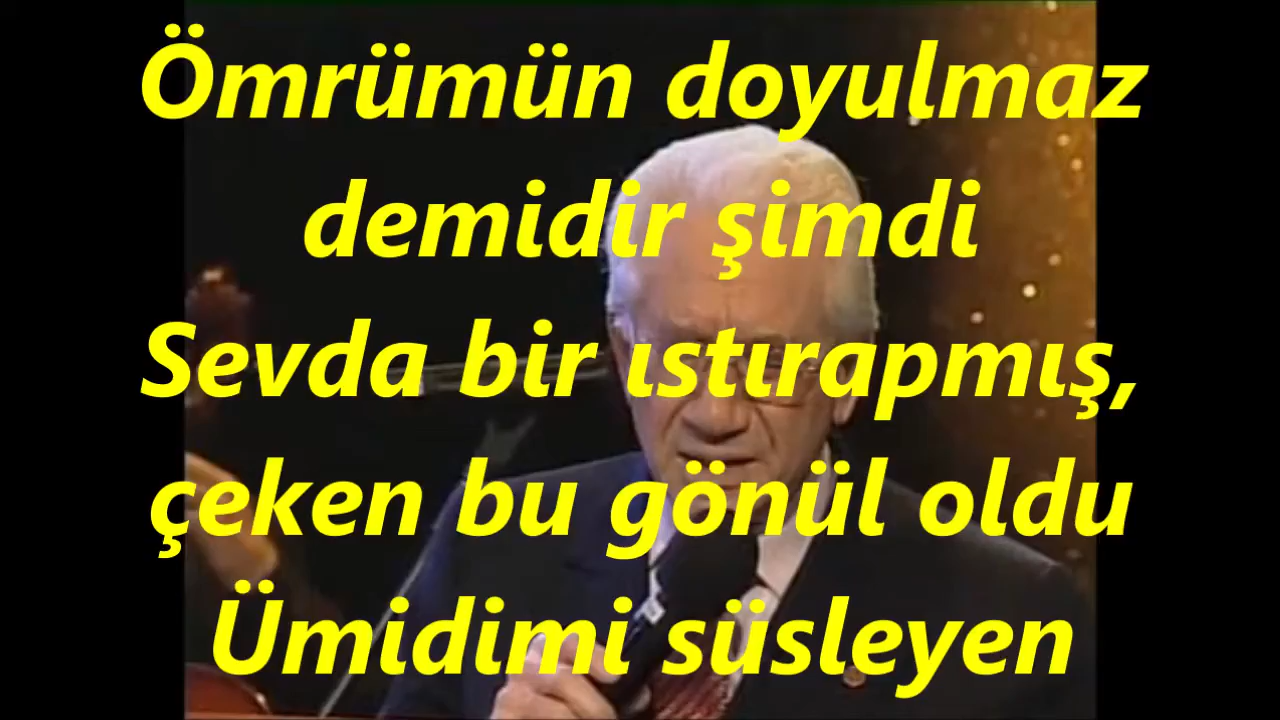 Ömrümün doyulmaz
demidir şimdi
Sevda bir ıstırapmış,
çeken bu gönül oldu
Ümidimi süsleyen